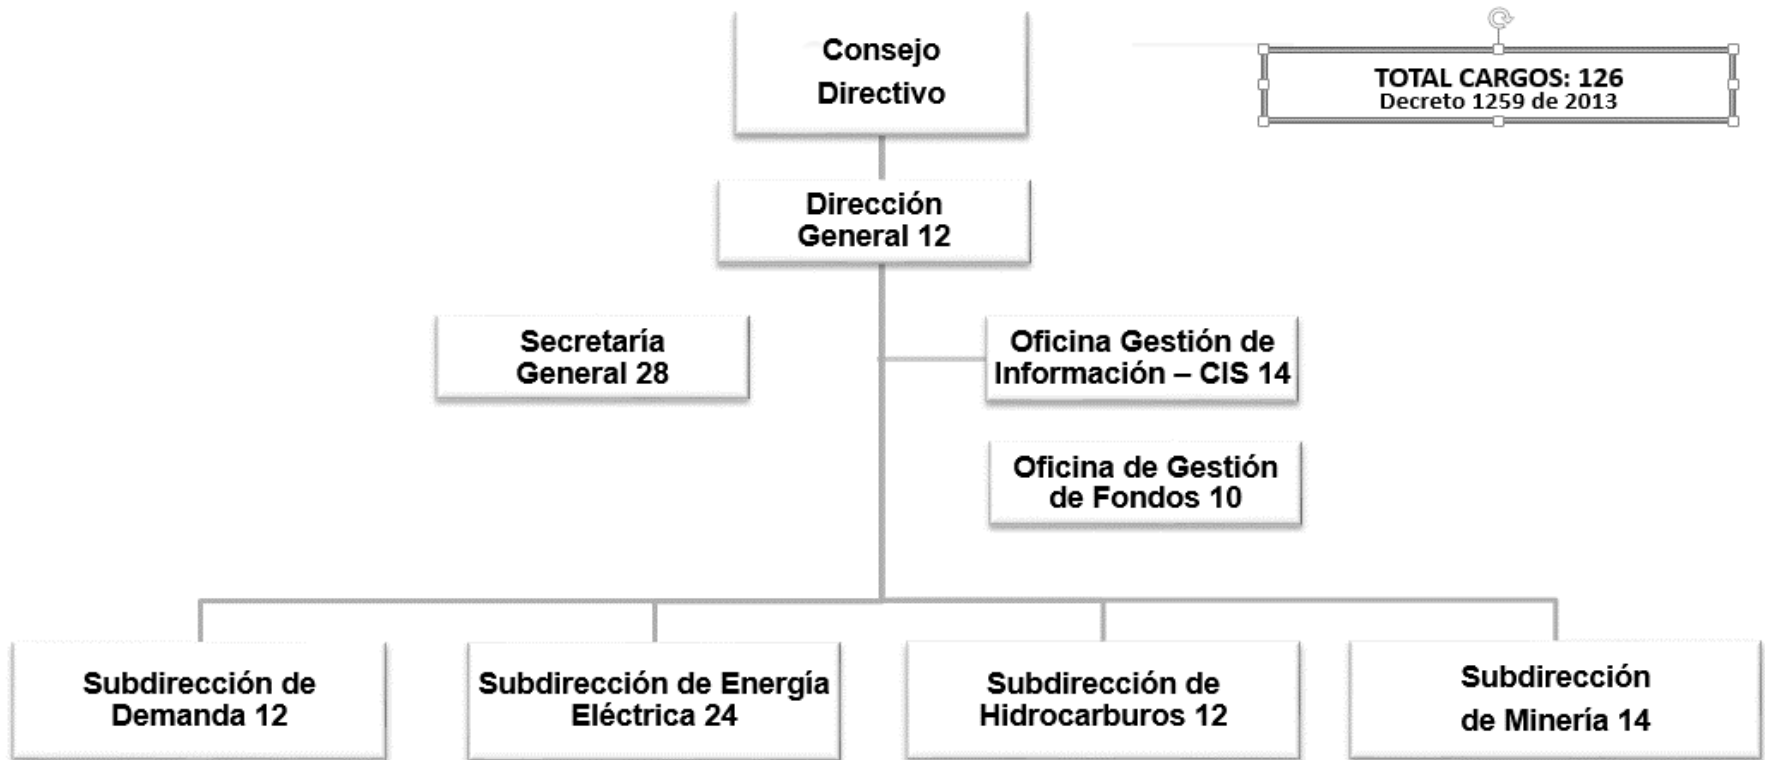 Consejo
Directivo
TOTAL CARGOS: 126
Decreto 1259 de 2013
Dirección
General 12
Secretaría
General 28
Oficina Gestión de
Información – CIS 14
Oficina de Gestión
de Fondos 10
Subdirección de
Demanda 12
Subdirección de Energía
Eléctrica 24
Subdirección de
Hidrocarburos 12
Subdirección
de Minería 14